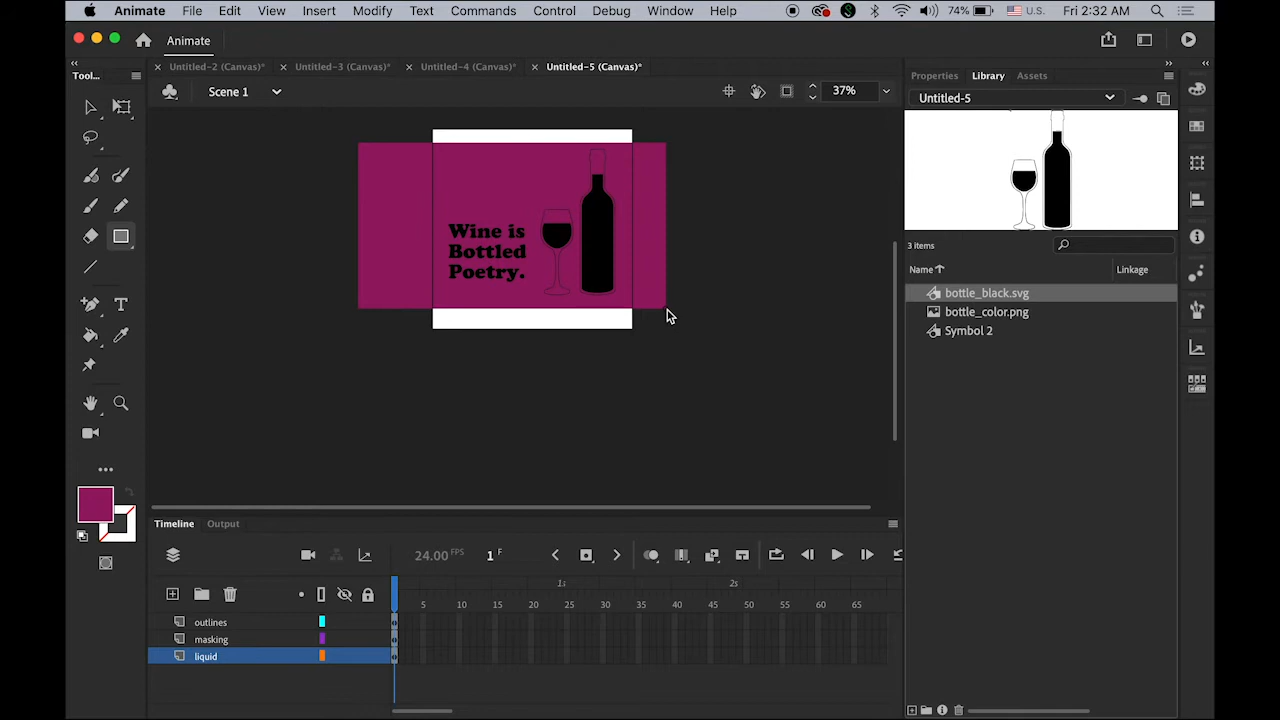 Animate File Edit View Insert Modify Text Commands Control Debug Window Help 74% U.S. Fri 2:32 AM
Animate
Tool...
Untitled-2 (Canvas)* Untitled-3 (Canvas)* Untitled-4 (Canvas)* Untitled-5 (Canvas)*
Properties Library Assets
Scene 1 37%
Untitled-5
Wine is
Bottled
Poetry.
3 items
Name Linkage
bottle_black.svg
bottle_color.png
Symbol 2
Timeline Output
24.00 FPS 1 F
1s 2s
5 10 15 20 25 30 35 40 45 50 55 60 65
outlines
masking
liquid